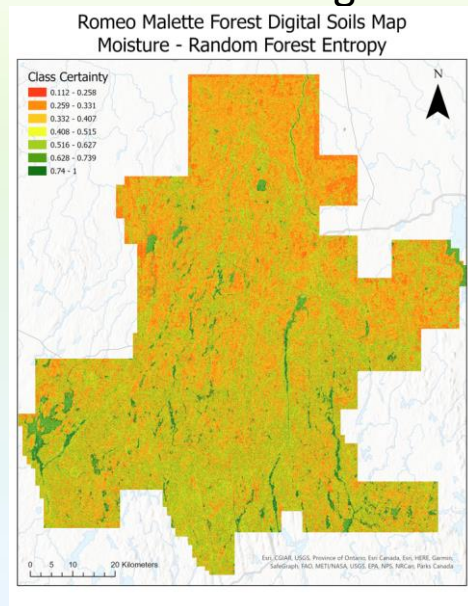 Romeo Malette Forest Digital Soils Map
Moisture - Random Forest Entropy
Class Certainty
0.112 - 0.258
0.259 - 0.331
0.332 - 0.407
0.408 - 0.515
0.516 - 0.627
0.628 - 0.739
0.74 - 1
N
0 5 10 20 Kilometers
Esri, CGIAR, USGS, Province of Ontario, Esri Canada, Esri, HERE, Garmin,
SafeGraph, FAO, METI/NASA, USGS, EPA, NPS, NRCan, Parks Canada